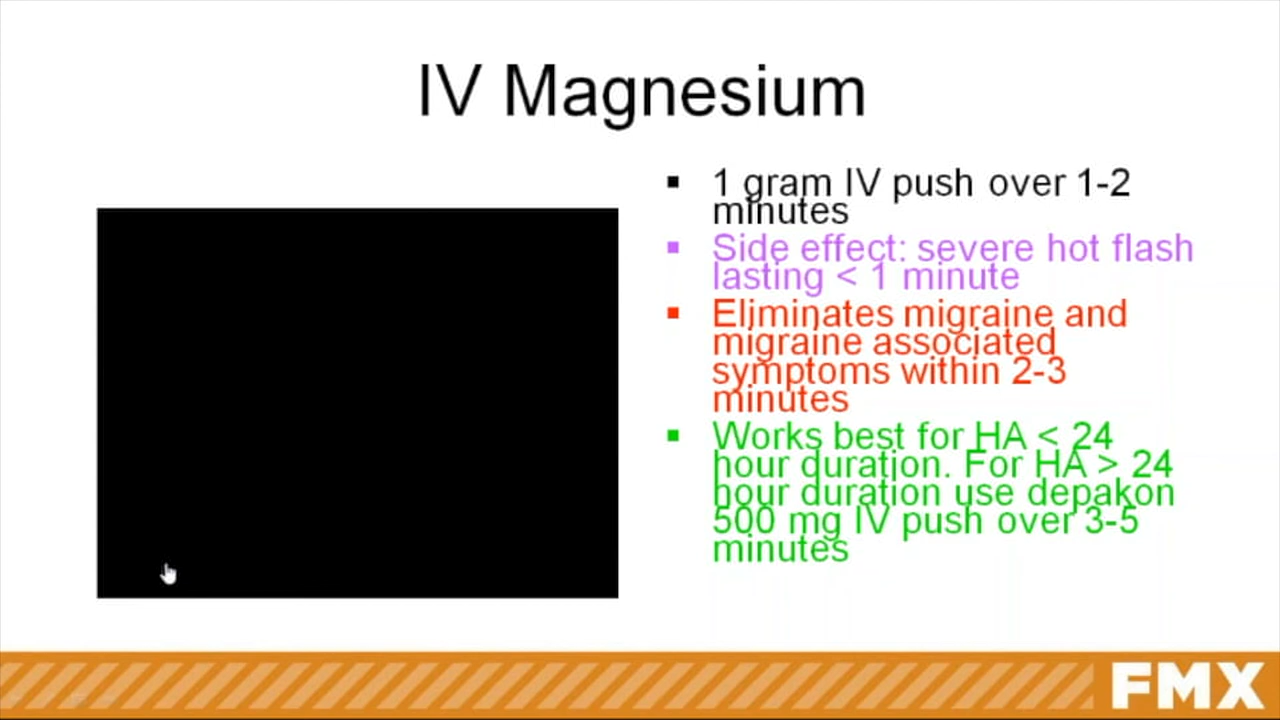 IV Magnesium
▪ 1 gram IV push over 1-2
minutes
▪ Side effect: severe hot flash
lasting < 1 minute
▪ Eliminates migraine and
migraine associated
symptoms within 2-3
minutes
▪ Works best for HA < 24
hour duration. For HA > 24
hour duration use depakon
500 mg IV push over 3-5
minutes
FMX